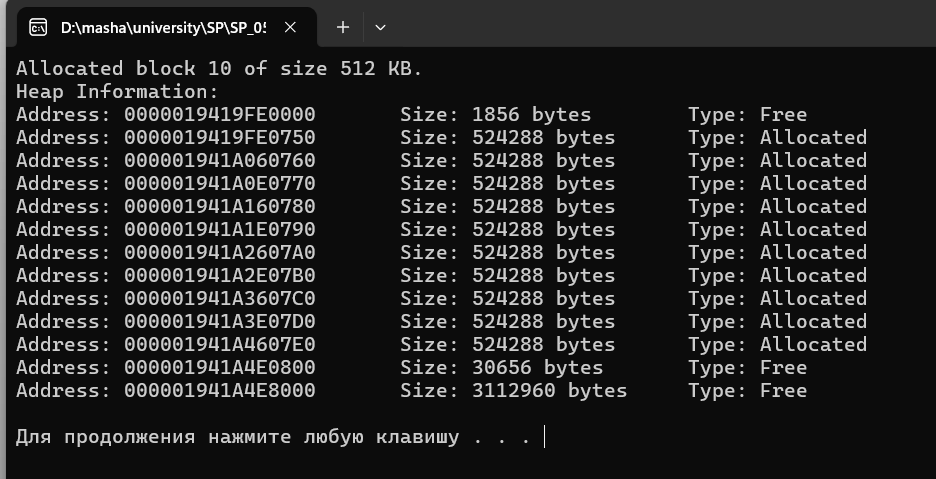 D:\masha\university\SP\SP_05
Allocated block 10 of size 512 KB.
Heap Information:
Address: 0000019419FE0000 Size: 1856 bytes Type: Free
Address: 0000019419FE0750 Size: 524288 bytes Type: Allocated
Address: 000001941A060760 Size: 524288 bytes Type: Allocated
Address: 000001941A0E0770 Size: 524288 bytes Type: Allocated
Address: 000001941A160780 Size: 524288 bytes Type: Allocated
Address: 000001941A1E0790 Size: 524288 bytes Type: Allocated
Address: 000001941A2607A0 Size: 524288 bytes Type: Allocated
Address: 000001941A2E07B0 Size: 524288 bytes Type: Allocated
Address: 000001941A3607C0 Size: 524288 bytes Type: Allocated
Address: 000001941A3E07D0 Size: 524288 bytes Type: Allocated
Address: 000001941A4607E0 Size: 524288 bytes Type: Allocated
Address: 000001941A4E0800 Size: 30656 bytes Type: Free
Address: 000001941A4E8000 Size: 3112960 bytes Type: Free
Для продолжения нажмите любую клавишу . . .